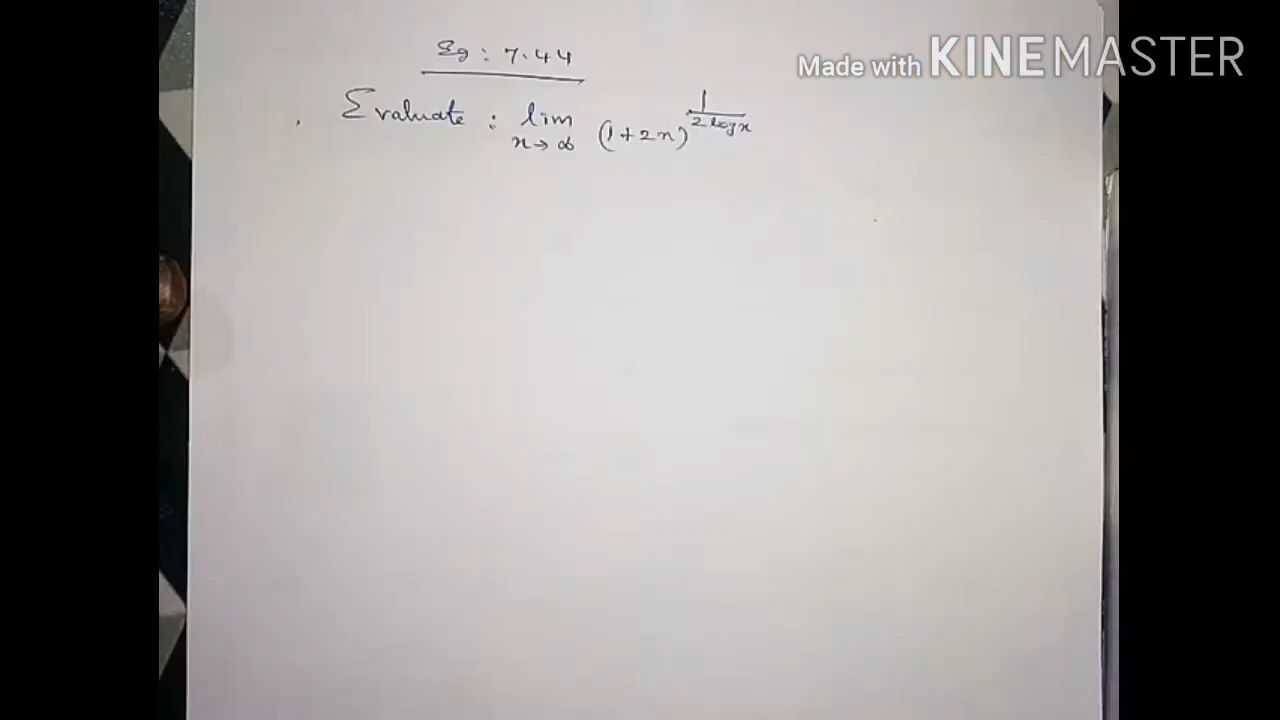 Eg : 7.44
Made with KINEMASTER
Evaluate : lim x→∞ (1+2x)^(1/(2 log x))